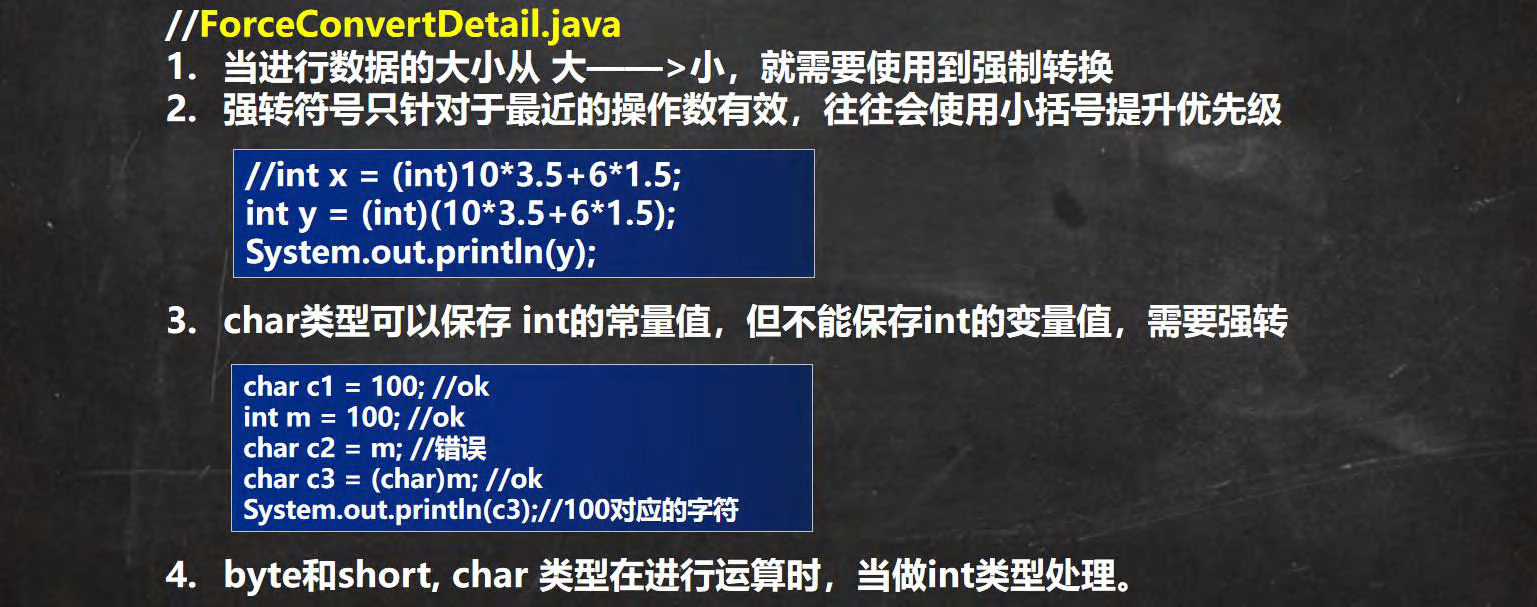 //ForceConvertDetail.java
1. 当进行数据的大小从 大——>小，就需要使用到强制转换
2. 强转符号只针对于最近的操作数有效，往往会使用小括号提升优先级
//int x = (int)10*3.5+6*1.5;
int y = (int)(10*3.5+6*1.5);
System.out.println(y);
3. char类型可以保存 int的常量值，但不能保存int的变量值，需要强转
char c1 = 100; //ok
int m = 100; //ok
char c2 = m; //错误
char c3 = (char)m; //ok
System.out.println(c3);//100对应的字符
4. byte和short, char 类型在进行运算时，当做int类型处理。